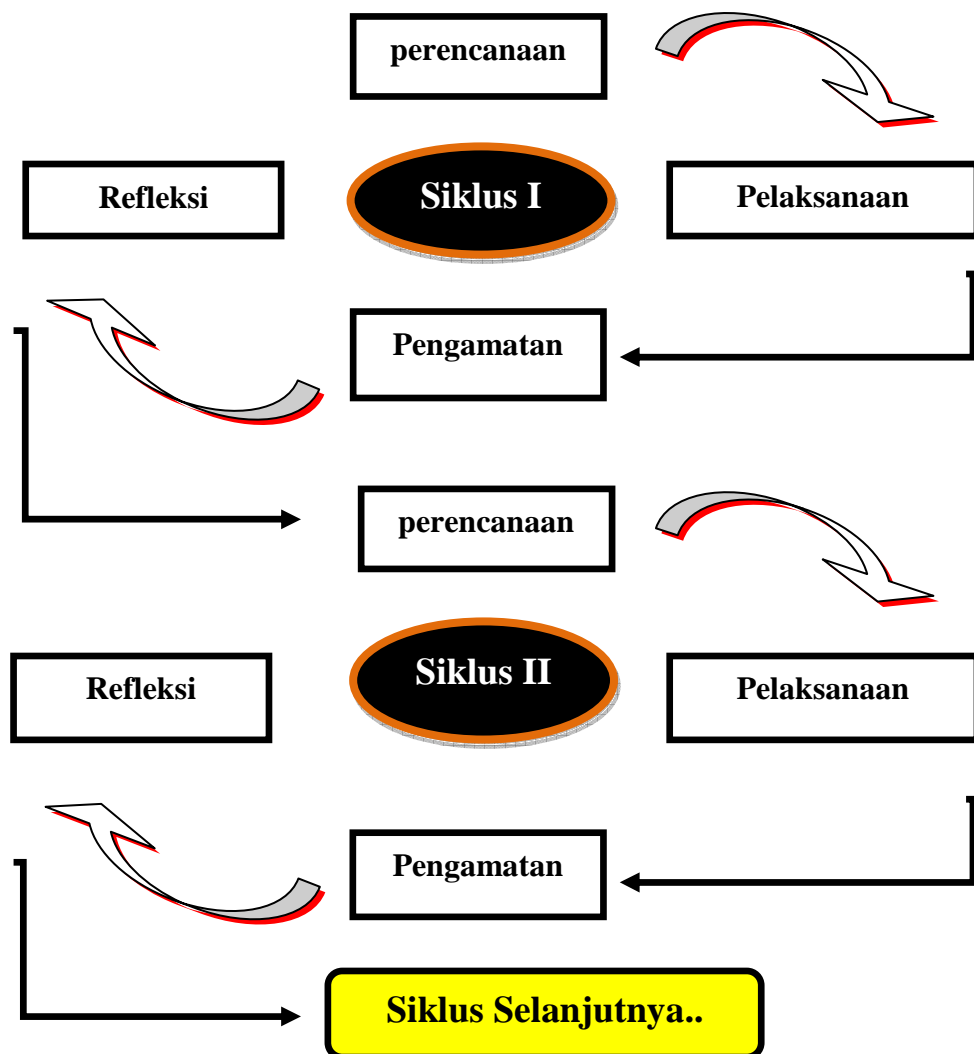 perencanaan
Refleksi
Siklus I
Pelaksanaan
Pengamatan
perencanaan
Refleksi
Siklus II
Pelaksanaan
Pengamatan
Siklus Selanjutnya..